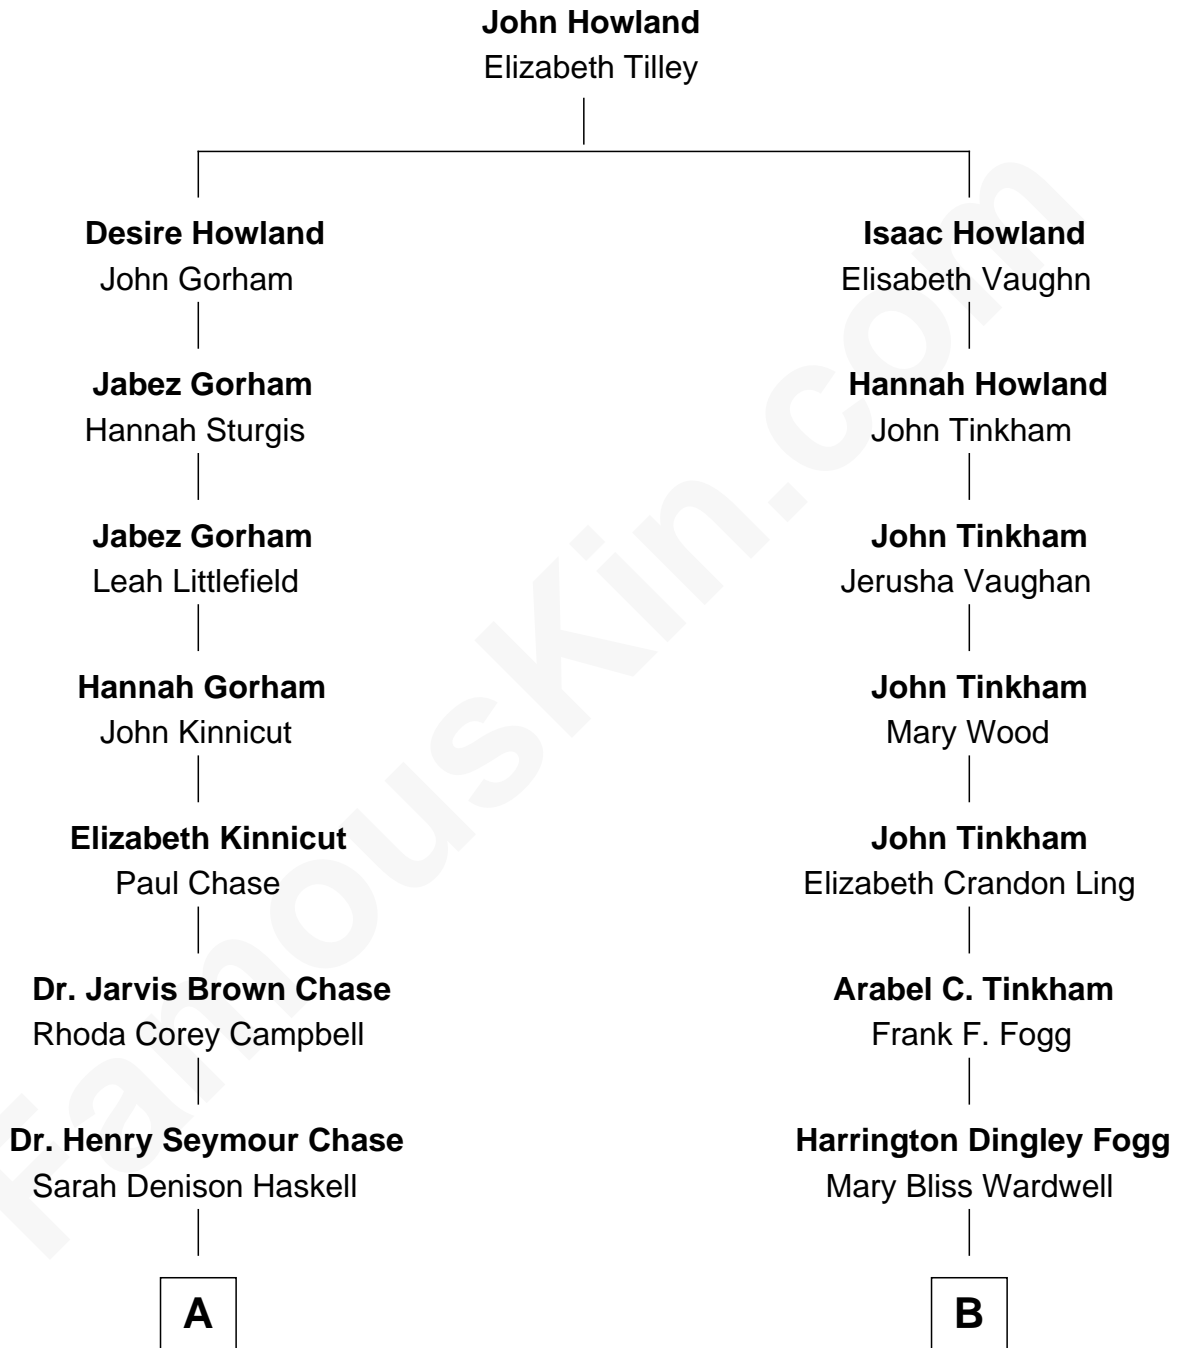 John Howland
Elizabeth Tilley
Desire Howland
John Gorham
Isaac Howland
Elisabeth Vaughn
Jabez Gorham
Hannah Sturgis
Hannah Howland
John Tinkham
Jabez Gorham
Leah Littlefield
John Tinkham
Jerusha Vaughan
Hannah Gorham
John Kinnicut
John Tinkham
Mary Wood
Elizabeth Kinnicut
Paul Chase
John Tinkham
Elizabeth Crandon Ling
Dr. Jarvis Brown Chase
Rhoda Corey Campbell
Arabel C. Tinkham
Frank F. Fogg
Dr. Henry Seymour Chase
Sarah Denison Haskell
Harrington Dingley Fogg
Mary Bliss Wardwell
A
B
FamousKin.com